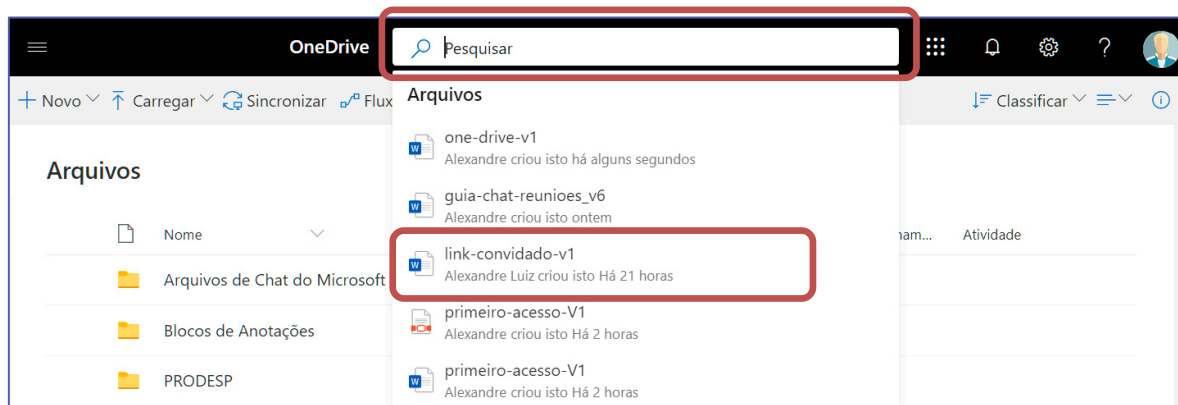 OneDrive
Pesquisar
Novo Carregar Sincronizar Flux
Classificar
Arquivos
one-drive-v1
Alexandre criou isto há alguns segundos
guia-chat-reunioes_v6
Alexandre criou isto ontem
link-convidado-v1
Alexandre Luiz criou isto Há 21 horas
primeiro-acesso-V1
Alexandre criou isto Há 2 horas
primeiro-acesso-V1
Alexandre criou isto Há 2 horas
Arquivos
Nome
Atividade
Arquivos de Chat do Microsoft
Blocos de Anotações
PRODESP